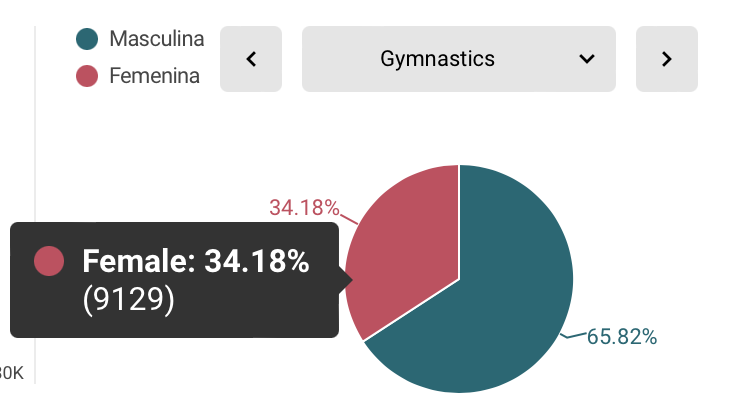 Masculina
Femenina
Gymnastics
34.18%
Female: 34.18%
(9129)
65.82%